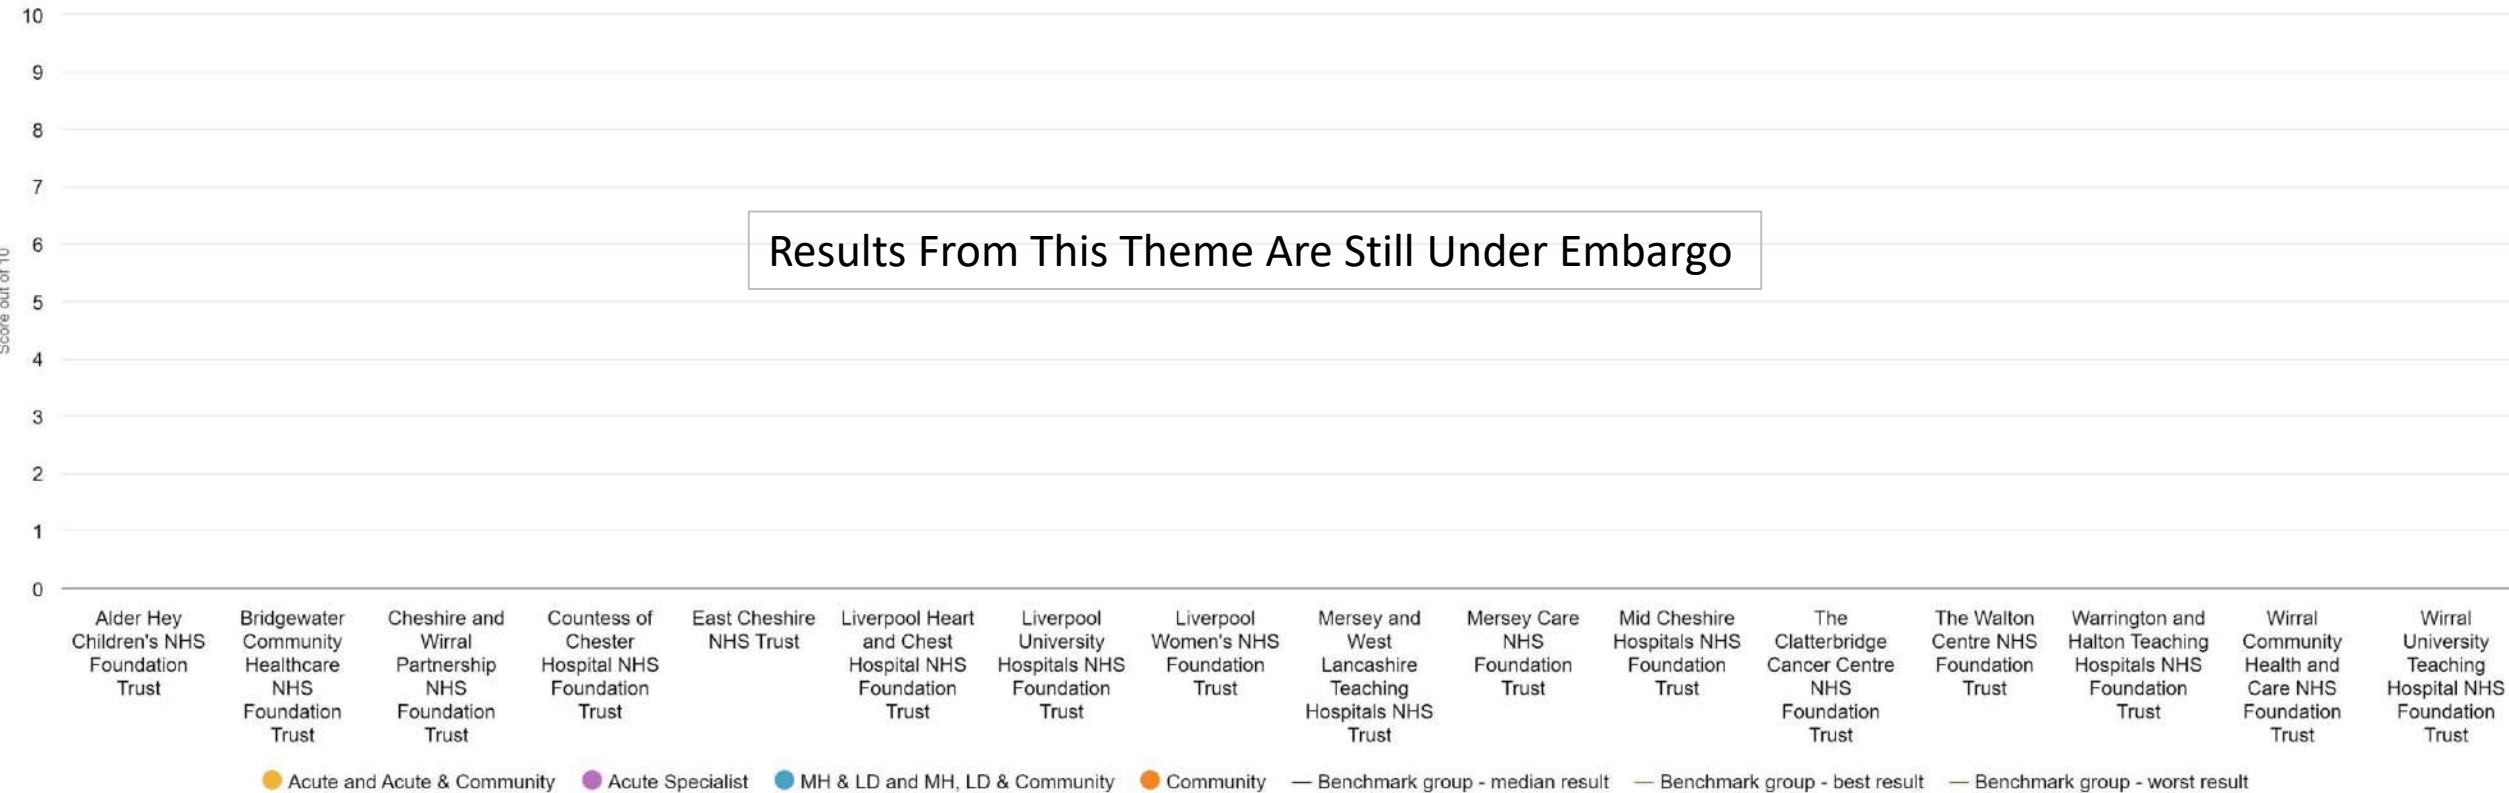 10
9
8
7
6
5
4
3
2
1
0
Score out of 10
Results From This Theme Are Still Under Embargo
Alder Hey
Children's NHS
Foundation
Trust
Bridgewater
Community
Healthcare
NHS
Foundation
Trust
Cheshire and
Wirral
Partnership
NHS
Foundation
Trust
Countess of
Chester
Hospital NHS
Foundation
Trust
East Cheshire
NHS Trust
Liverpool Heart
and Chest
Hospital NHS
Foundation
Trust
Liverpool
University
Hospitals NHS
Foundation
Trust
Liverpool
Women's NHS
Foundation
Trust
Mersey and
West
Lancashire
Teaching
Hospitals NHS
Trust
Mersey Care
NHS
Foundation
Trust
Mid Cheshire
Hospitals NHS
Foundation
Trust
The
Clatterbridge
Cancer Centre
NHS
Foundation
Trust
The Walton
Centre NHS
Foundation
Trust
Warrington and
Halton Teaching
Hospitals NHS
Foundation
Trust
Wirral
Community
Health and
Care NHS
Foundation
Trust
Wirral
University
Teaching
Hospital NHS
Foundation
Trust
Acute and Acute & Community
Acute Specialist
MH & LD and MH, LD & Community
Community
Benchmark group - median result
Benchmark group - best result
Benchmark group - worst result